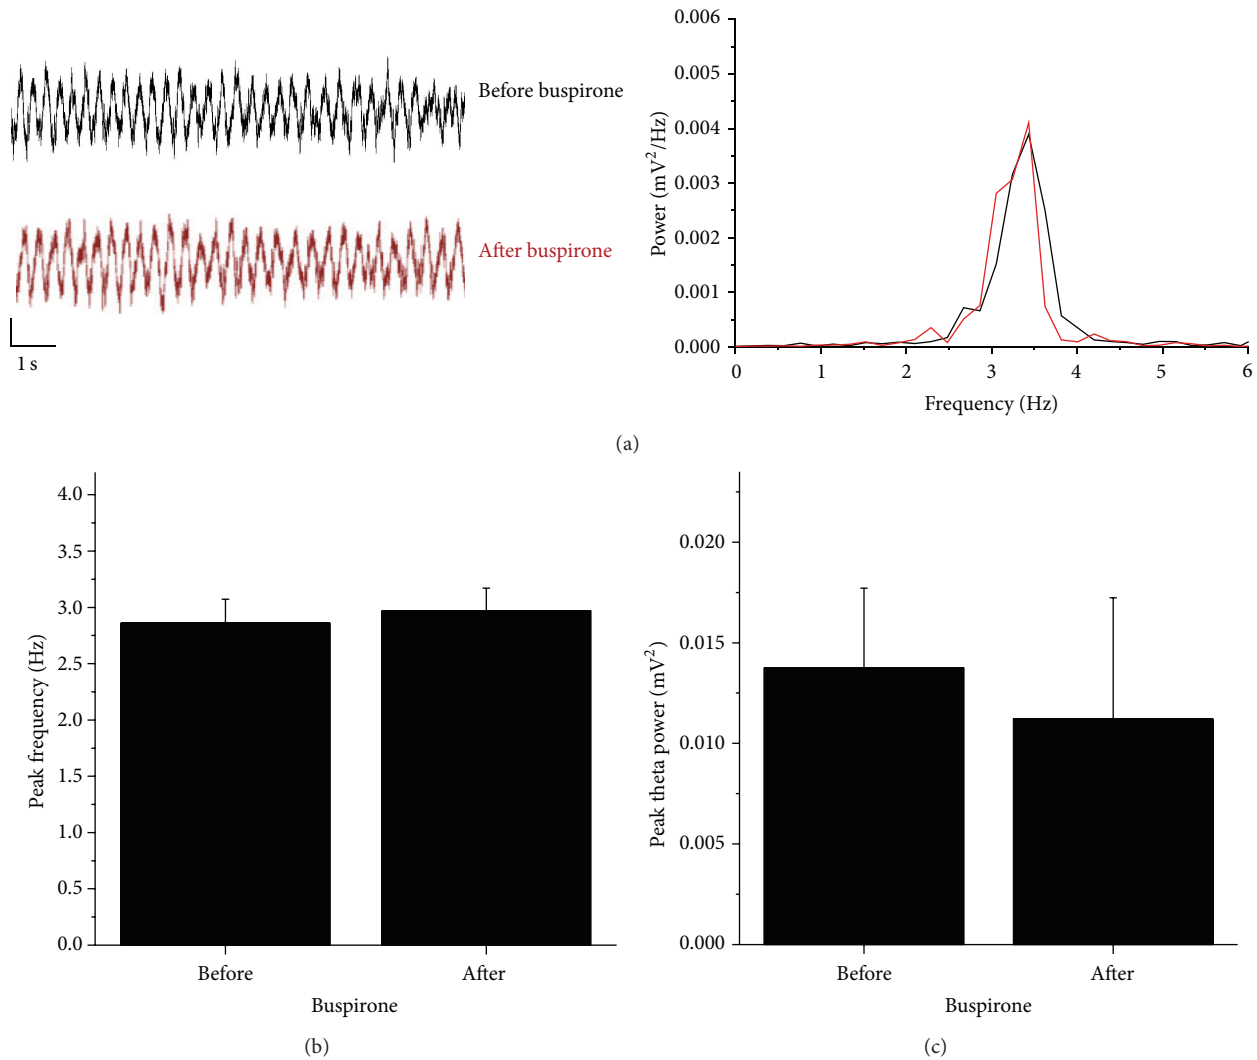 Before buspirone
After buspirone
1 s
0.006
0.005
0.004
0.003
0.002
0.001
0.000
Power (mV²/Hz)
0 1 2 3 4 5 6
Frequency (Hz)
(a)
4.0
3.5
3.0
2.5
2.0
1.5
1.0
0.5
0.0
Peak frequency (Hz)
Before After
Buspirone
(b)
0.020
0.015
0.010
0.005
0.000
Peak theta power (mV²)
Before After
Buspirone
(c)